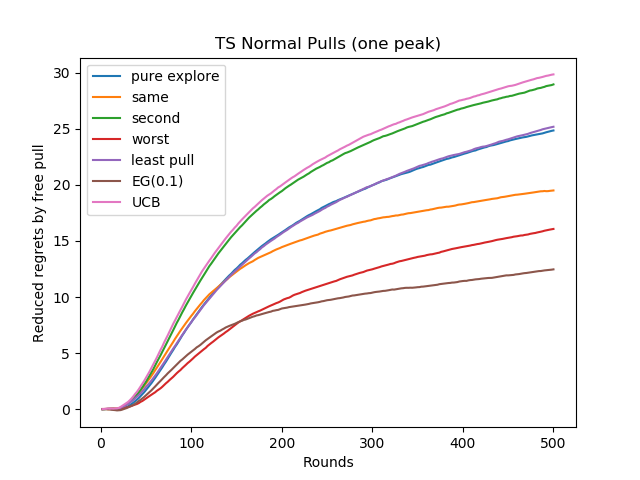 TS Normal Pulls (one peak)
pure explore
same
second
worst
least pull
EG(0.1)
UCB
Reduced regrets by free pull
30
25
20
15
10
5
0
0 100 200 300 400 500
Rounds